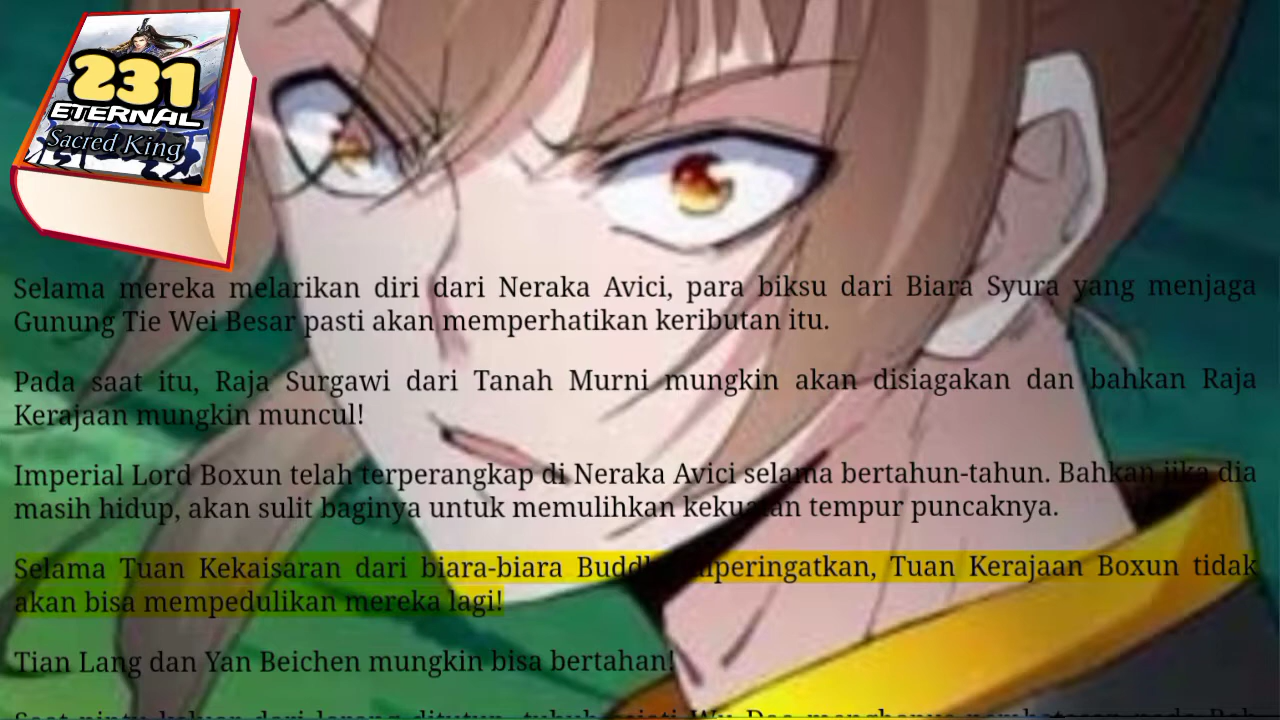 231
ETERNAL
Sacred King
Selama mereka melarikan diri dari Neraka Avici, para biksu dari Biara Syura yang menjaga
Gunung Tie Wei Besar pasti akan memperhatikan keributan itu.
Pada saat itu, Raja Surgawi dari Tanah Murni mungkin akan disiagakan dan bahkan Raja
Kerajaan mungkin muncul!
Imperial Lord Boxun telah terperangkap di Neraka Avici selama bertahun-tahun. Bahkan jika dia
masih hidup, akan sulit baginya untuk memulihkan kekuatan tempur puncaknya.
Selama Tuan Kekaisaran dari biara-biara Buddha diperingatkan, Tuan Kerajaan Boxun tidak
akan bisa mempedulikan mereka lagi!
Tian Lang dan Yan Beichen mungkin bisa bertahan!